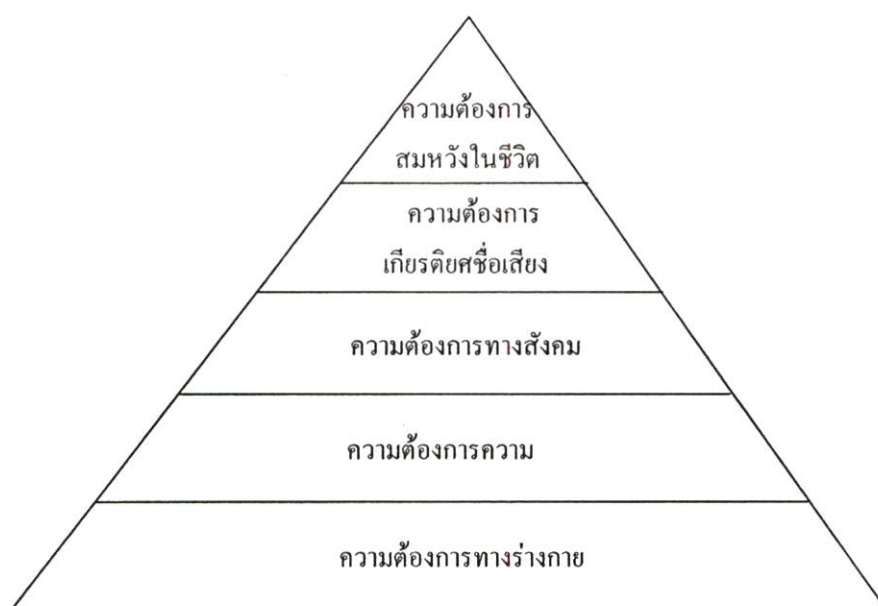 ความต้องการ
สมหวังในชีวิต
ความต้องการ
เกียรติยศชื่อเสียง
ความต้องการทางสังคม
ความต้องการความ
ความต้องการทางร่างกาย